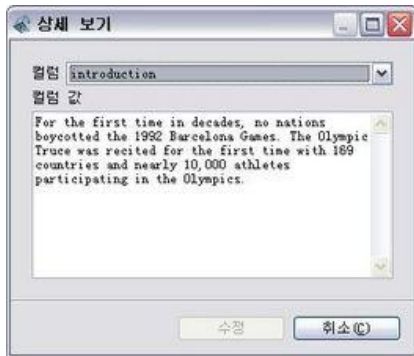 상세 보기
컬럼 introduction
컬럼 값
For the first time in decades, no nations
boycotted the 1992 Barcelona Games. The Olympic
Truce was recited for the first time with 169
countries and nearly 10,000 athletes
participating in the Olympics.
수정 취소(C)